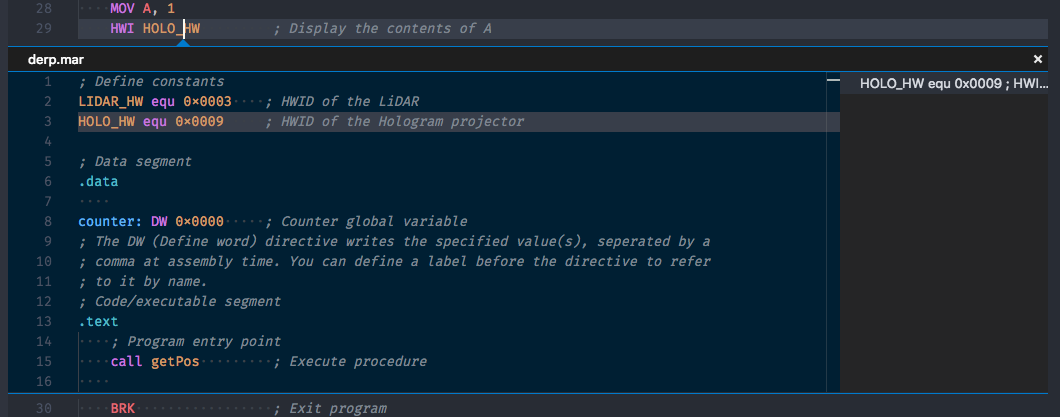 28 MOV A, 1
29 HWI HOLO_HW ; Display the contents of A
derp.mar ×
1 ; Define constants
2 LIDAR_HW equ 0x0003 ; HWID of the LiDAR
3 HOLO_HW equ 0x0009 ; HWID of the Hologram projector
4
5 ; Data segment
6 .data
7
8 counter: DW 0x0000 ; Counter global variable
9 ; The DW (Define word) directive writes the specified value(s), seperated by a
10 ; comma at assembly time. You can define a label before the directive to refer
11 ; to it by name.
12 ; Code/executable segment
13 .text
14 ; Program entry point
15 call getPos ; Execute procedure
16
HOLO_HW equ 0x0009 ; HWI...
30 BRK ; Exit program